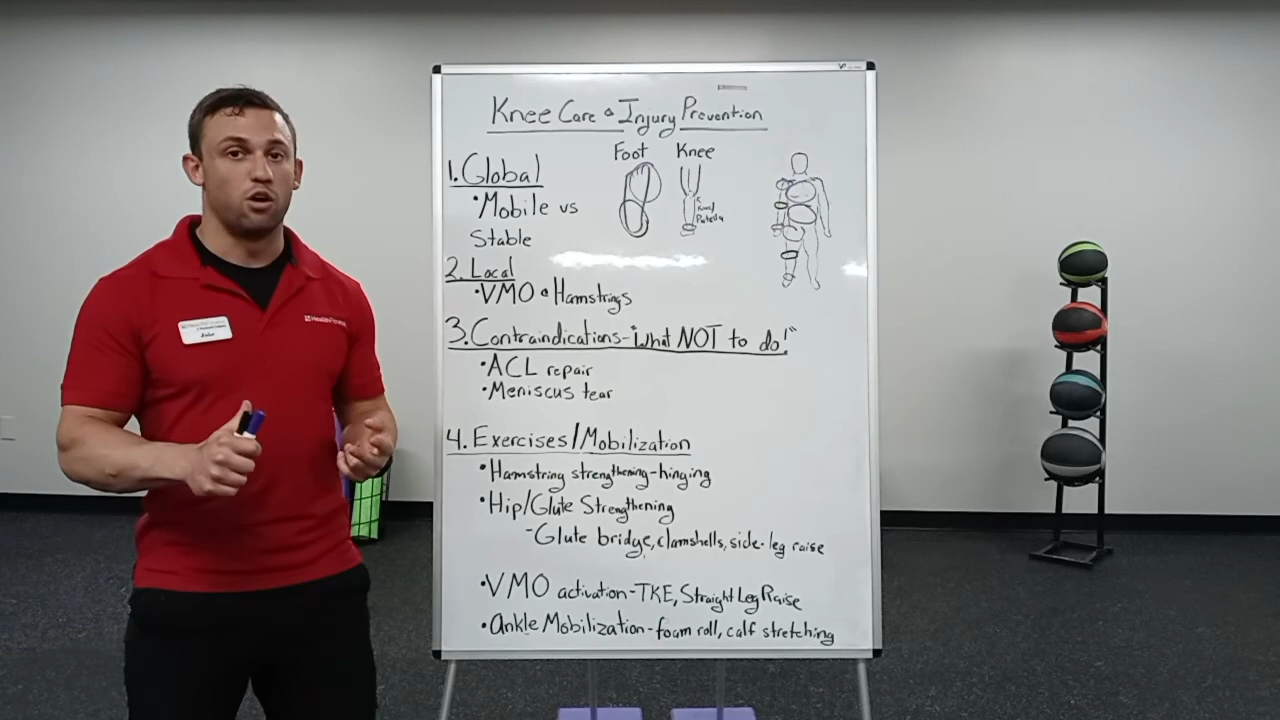 Knee Care & Injury Prevention
Foot Knee
1. Global
•Mobile vs
Stable
Patella
2. Local
•VMO & Hamstrings
3. Contraindications-"What NOT to do!"
•ACL repair
•Meniscus tear
4. Exercises/Mobilization
•Hamstring strengthening-hinging
•Hip/Glute Strengthening
-Glute bridge, clamshells, side-leg raise
•VMO activation-TKE, Straight Leg Raise
•Ankle Mobilization-foam roll, calf stretching
HealthFitness